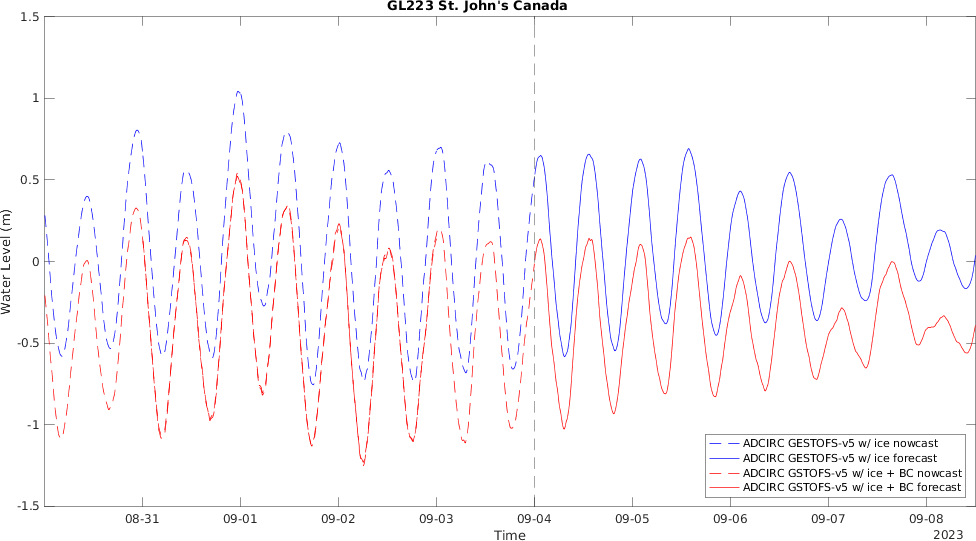 GL223 St. John's Canada
Water Level (m)
1.5
1
0.5
0
-0.5
-1
-1.5
08-31
09-01
09-02
09-03
09-04
09-05
09-06
09-07
09-08
Time
2023
ADCIRC GESTOFS-v5 w/ ice nowcast
ADCIRC GESTOFS-v5 w/ ice forecast
ADCIRC GSTOFS-v5 w/ ice + BC nowcast
ADCIRC GSTOFS-v5 w/ ice + BC forecast